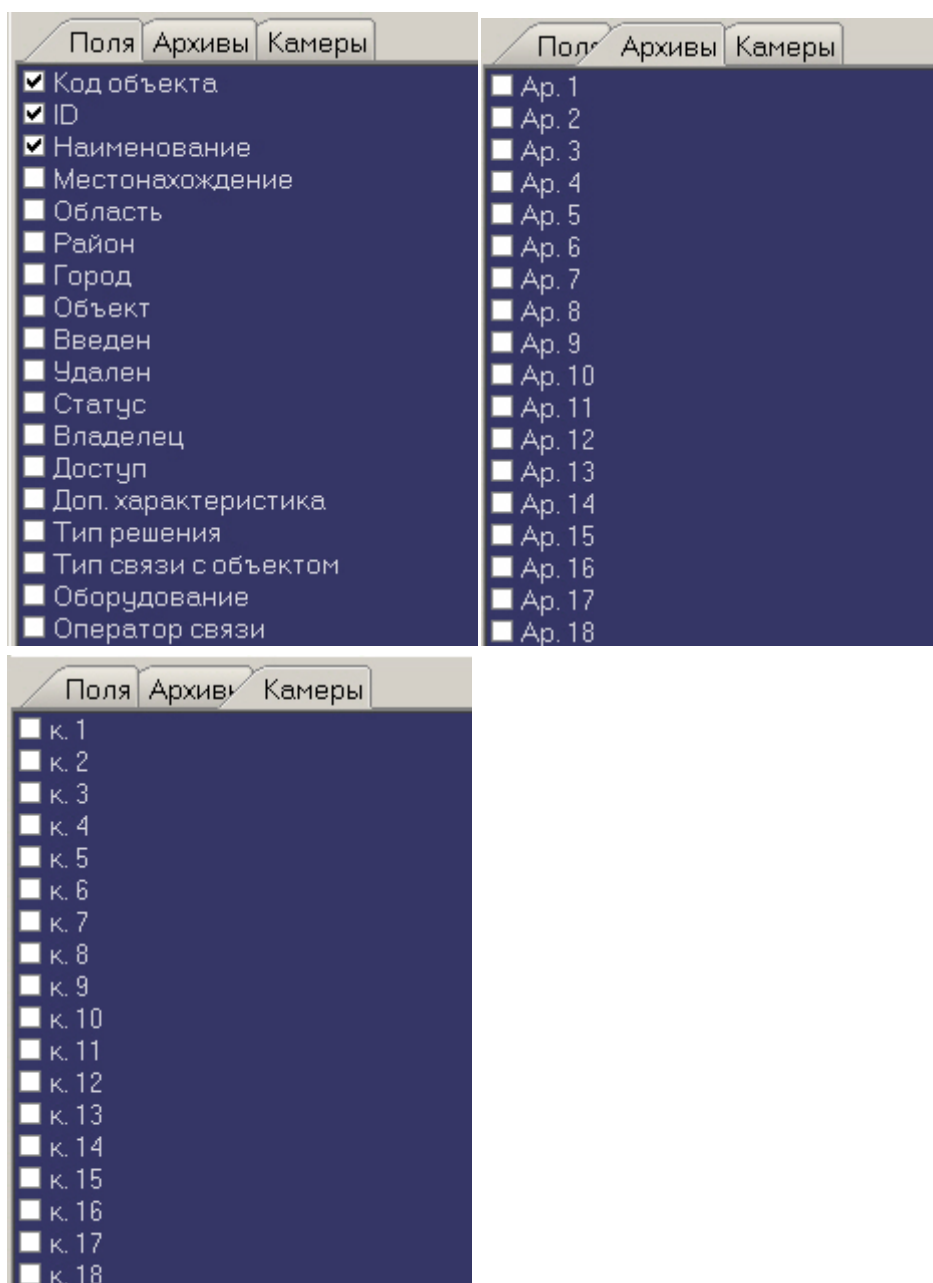 Поля Архивы Камеры
Код объекта
ID
Наименование
Местонахождение
Область
Район
Город
Объект
Введен
Удален
Статус
Владелец
Доступ
Доп. характеристика
Тип решения
Тип связи с объектом
Оборудование
Оператор связи
Поля Архивы Камеры
Ар. 1
Ар. 2
Ар. 3
Ар. 4
Ар. 5
Ар. 6
Ар. 7
Ар. 8
Ар. 9
Ар. 10
Ар. 11
Ар. 12
Ар. 13
Ар. 14
Ар. 15
Ар. 16
Ар. 17
Ар. 18
Поля Архивы Камеры
к. 1
к. 2
к. 3
к. 4
к. 5
к. 6
к. 7
к. 8
к. 9
к. 10
к. 11
к. 12
к. 13
к. 14
к. 15
к. 16
к. 17
к. 18